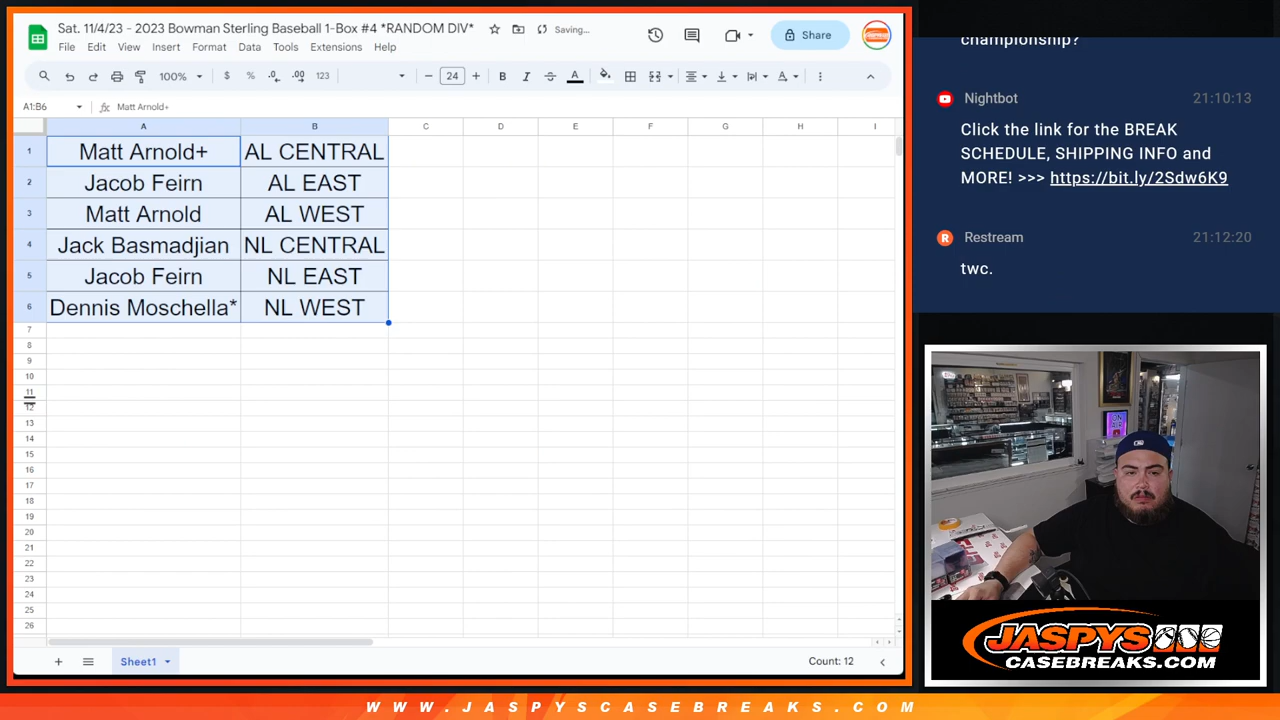 Sat. 11/4/23 - 2023 Bowman Sterling Baseball 1-Box #4 *RANDOM DIV*
Saving...
Share
File Edit View Insert Format Data Tools Extensions Help
100% $ % .0 .00 123 24
A1:B6 Matt Arnold+
A B C D E F G H I
1 Matt Arnold+ AL CENTRAL
2 Jacob Feirn AL EAST
3 Matt Arnold AL WEST
4 Jack Basmadjian NL CENTRAL
5 Jacob Feirn NL EAST
6 Dennis Moschella* NL WEST
7
8
9
10
11
12
13
14
15
16
17
18
19
20
21
22
23
24
25
26
Sheet1
Count: 12
championship?
Nightbot 21:10:13
Click the link for the BREAK
SCHEDULE, SHIPPING INFO and
MORE! >>> https://bit.ly/2Sdw6K9
Restream 21:12:20
twc.
JASPYS
CASEBREAKS.COM
WWW.JASPYSCASEBREAKS.COM